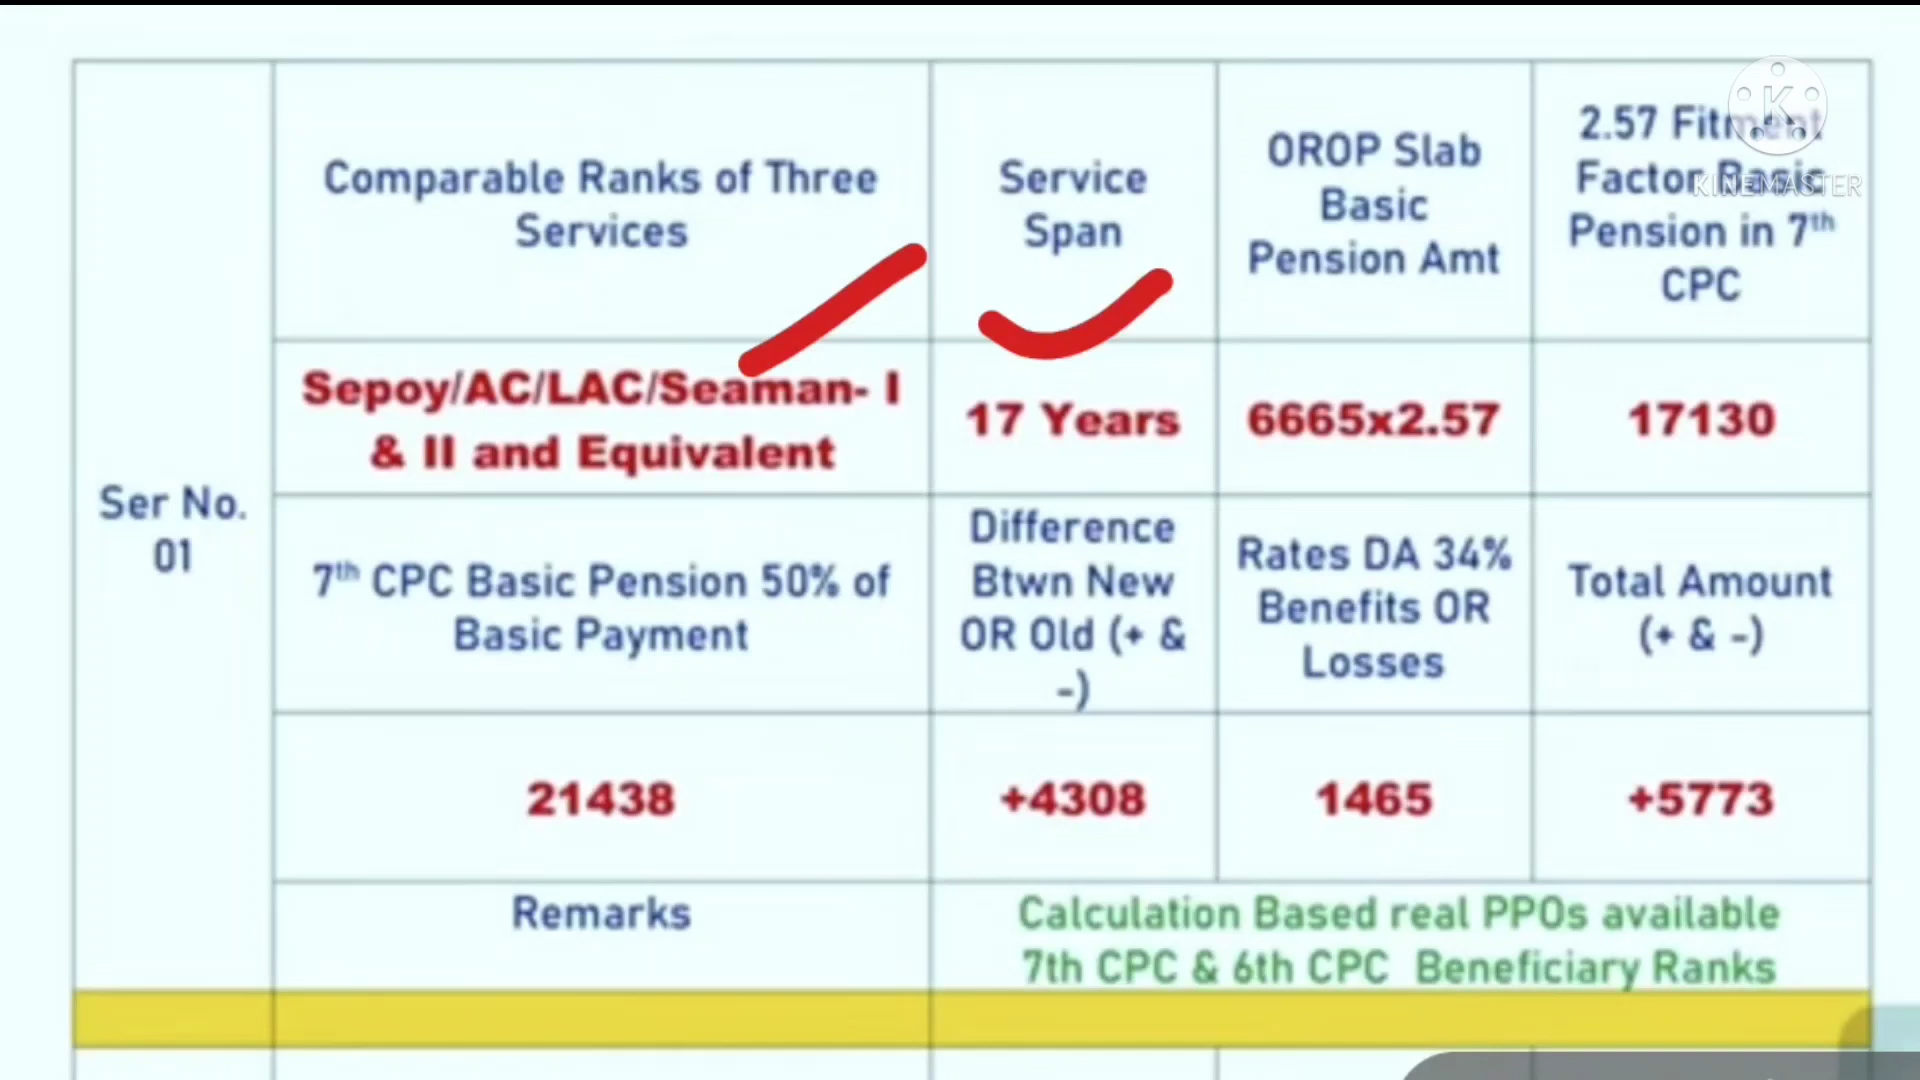 Comparable Ranks of Three
Services
Service
Span
OROP Slab
Basic
Pension Amt
2.57 Fitment
Factor Basic
Pension in 7th
CPC
KINEMASTER
Sepoy/AC/LAC/Seaman- I
& II and Equivalent
17 Years
6665x2.57
17130
Ser No.
01
7th CPC Basic Pension 50% of
Basic Payment
Difference
Btwn New
OR Old (+ &
-)
Rates DA 34%
Benefits OR
Losses
Total Amount
(+ & -)
21438
+4308
1465
+5773
Remarks
Calculation Based real PPOs available
7th CPC & 6th CPC Beneficiary Ranks